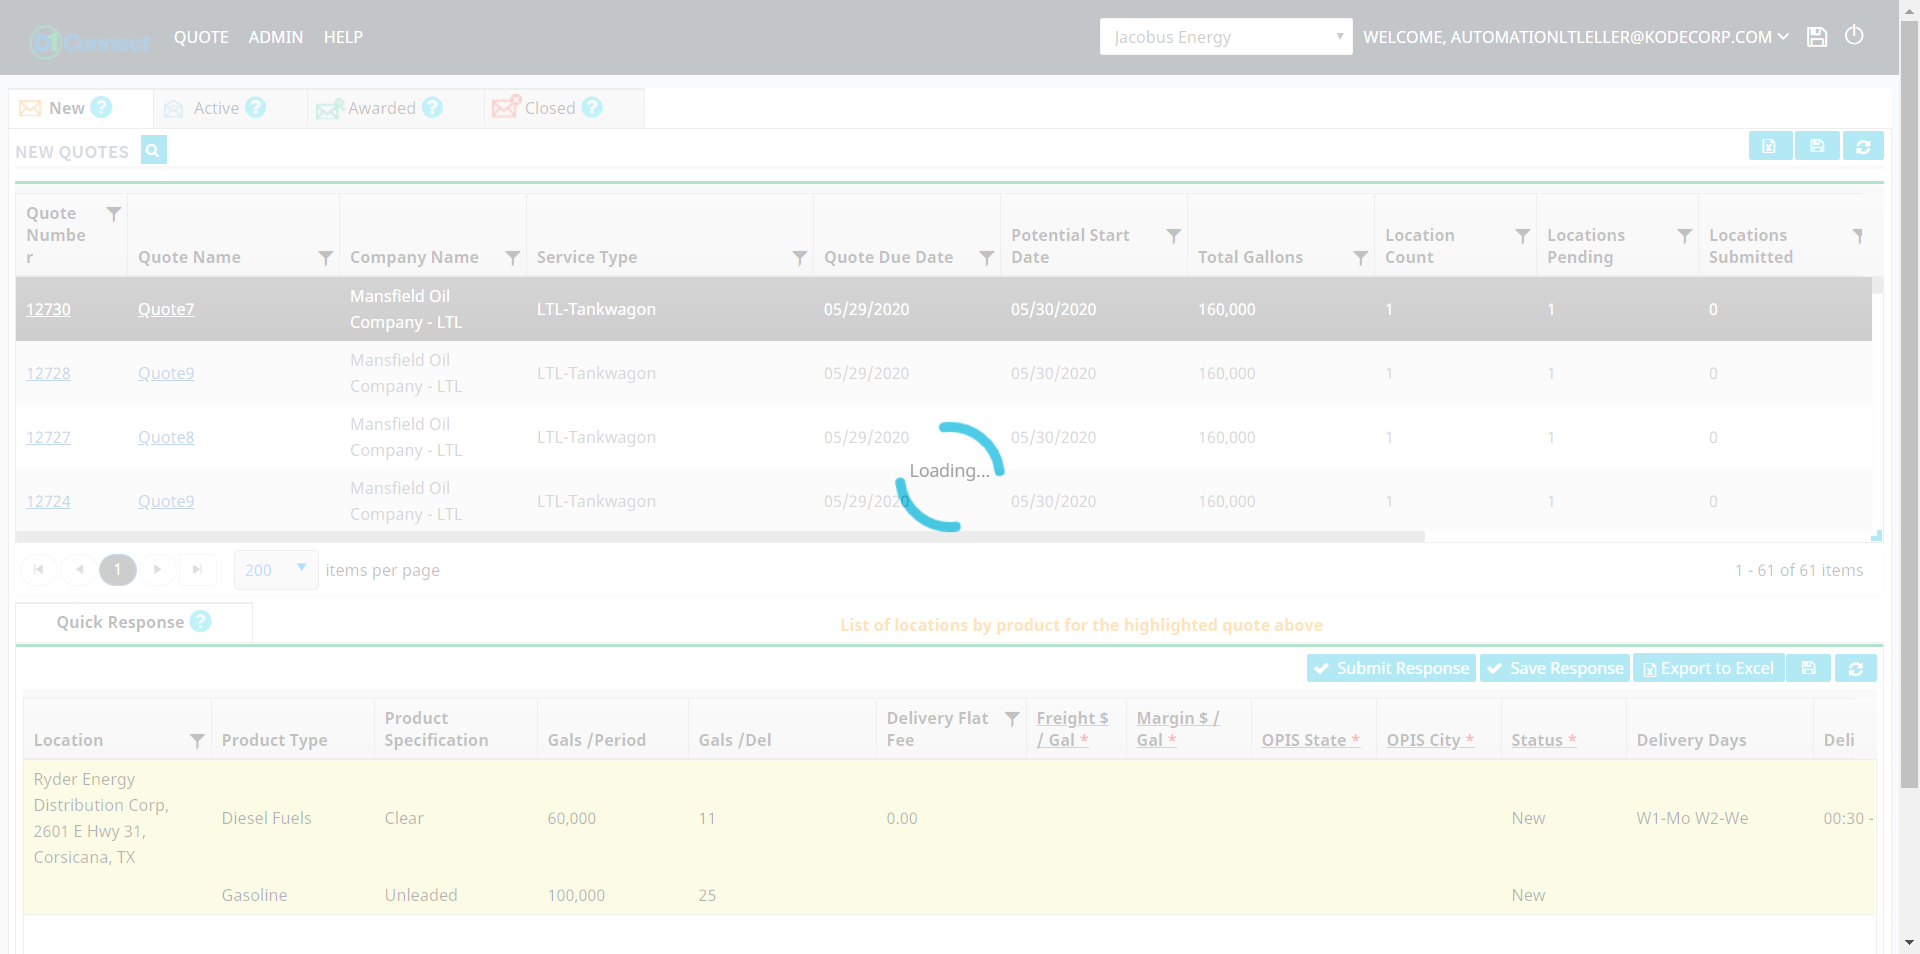 D1Connect QUOTE ADMIN HELP Jacobus Energy WELCOME, AUTOMATIONLTLELLER@KODECORP.COM
New ? Active ? Awarded ? Closed ?
NEW QUOTES
Quote Number Quote Name Company Name Service Type Quote Due Date Potential Start Date Total Gallons Location Count Locations Pending Locations Submitted
12730 Quote7 Mansfield Oil Company - LTL LTL-Tankwagon 05/29/2020 05/30/2020 160,000 1 1 0
12728 Quote9 Mansfield Oil Company - LTL LTL-Tankwagon 05/29/2020 05/30/2020 160,000 1 1 0
12727 Quote8 Mansfield Oil Company - LTL LTL-Tankwagon 05/29/2020 05/30/2020 160,000 1 1 0
Loading...
12724 Quote9 Mansfield Oil Company - LTL LTL-Tankwagon 05/29/2020 05/30/2020 160,000 1 1 0
1 200 items per page 1 - 61 of 61 items
Quick Response ? List of locations by product for the highlighted quote above
Submit Response Save Response Export to Excel
Location Product Type Product Specification Gals /Period Gals /Del Delivery Flat Fee Freight $ / Gal * Margin $ / Gal * OPIS State * OPIS City * Status * Delivery Days Deli
Ryder Energy Distribution Corp, 2601 E Hwy 31, Corsicana, TX Diesel Fuels Clear 60,000 11 0.00 New W1-Mo W2-We 00:30 -
Gasoline Unleaded 100,000 25 New